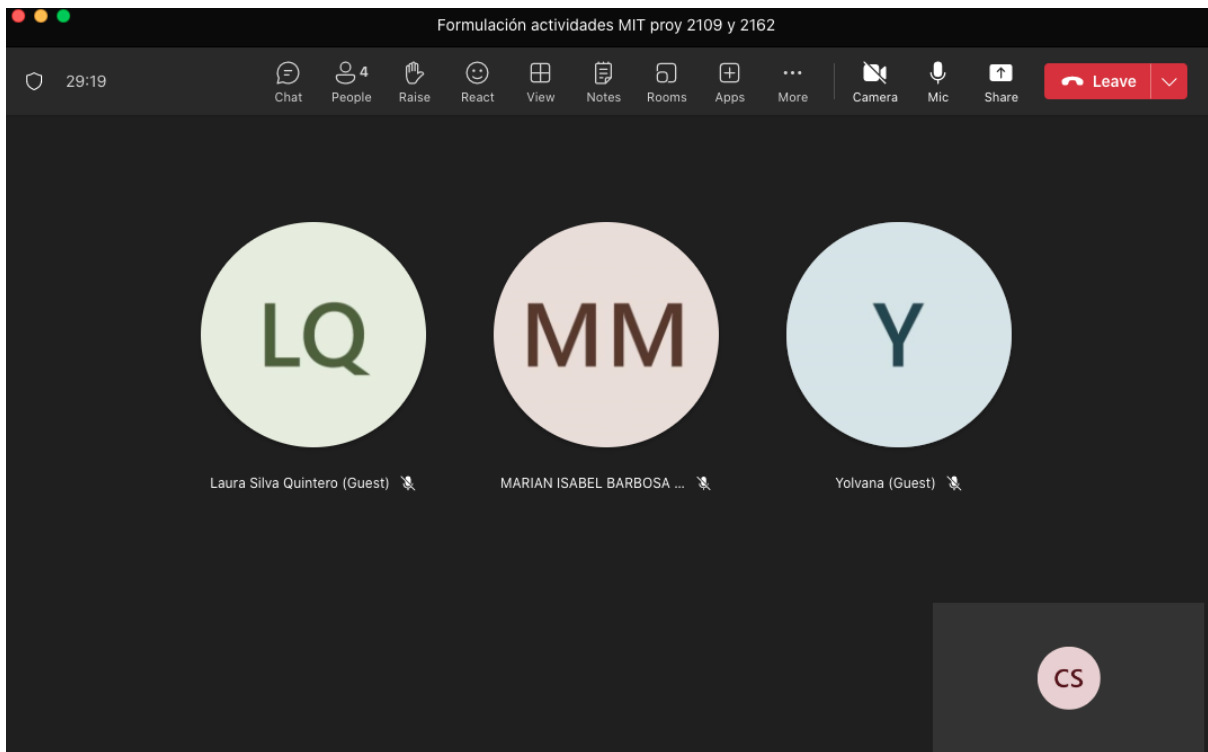 Formulación actividades MIT proy 2109 y 2162
29:19
4
Chat People Raise React View Notes Rooms Apps More Camera Mic Share Leave
LQ MM Y
Laura Silva Quintero (Guest) MARIAN ISABEL BARBOSA ... Yolvana (Guest)
CS